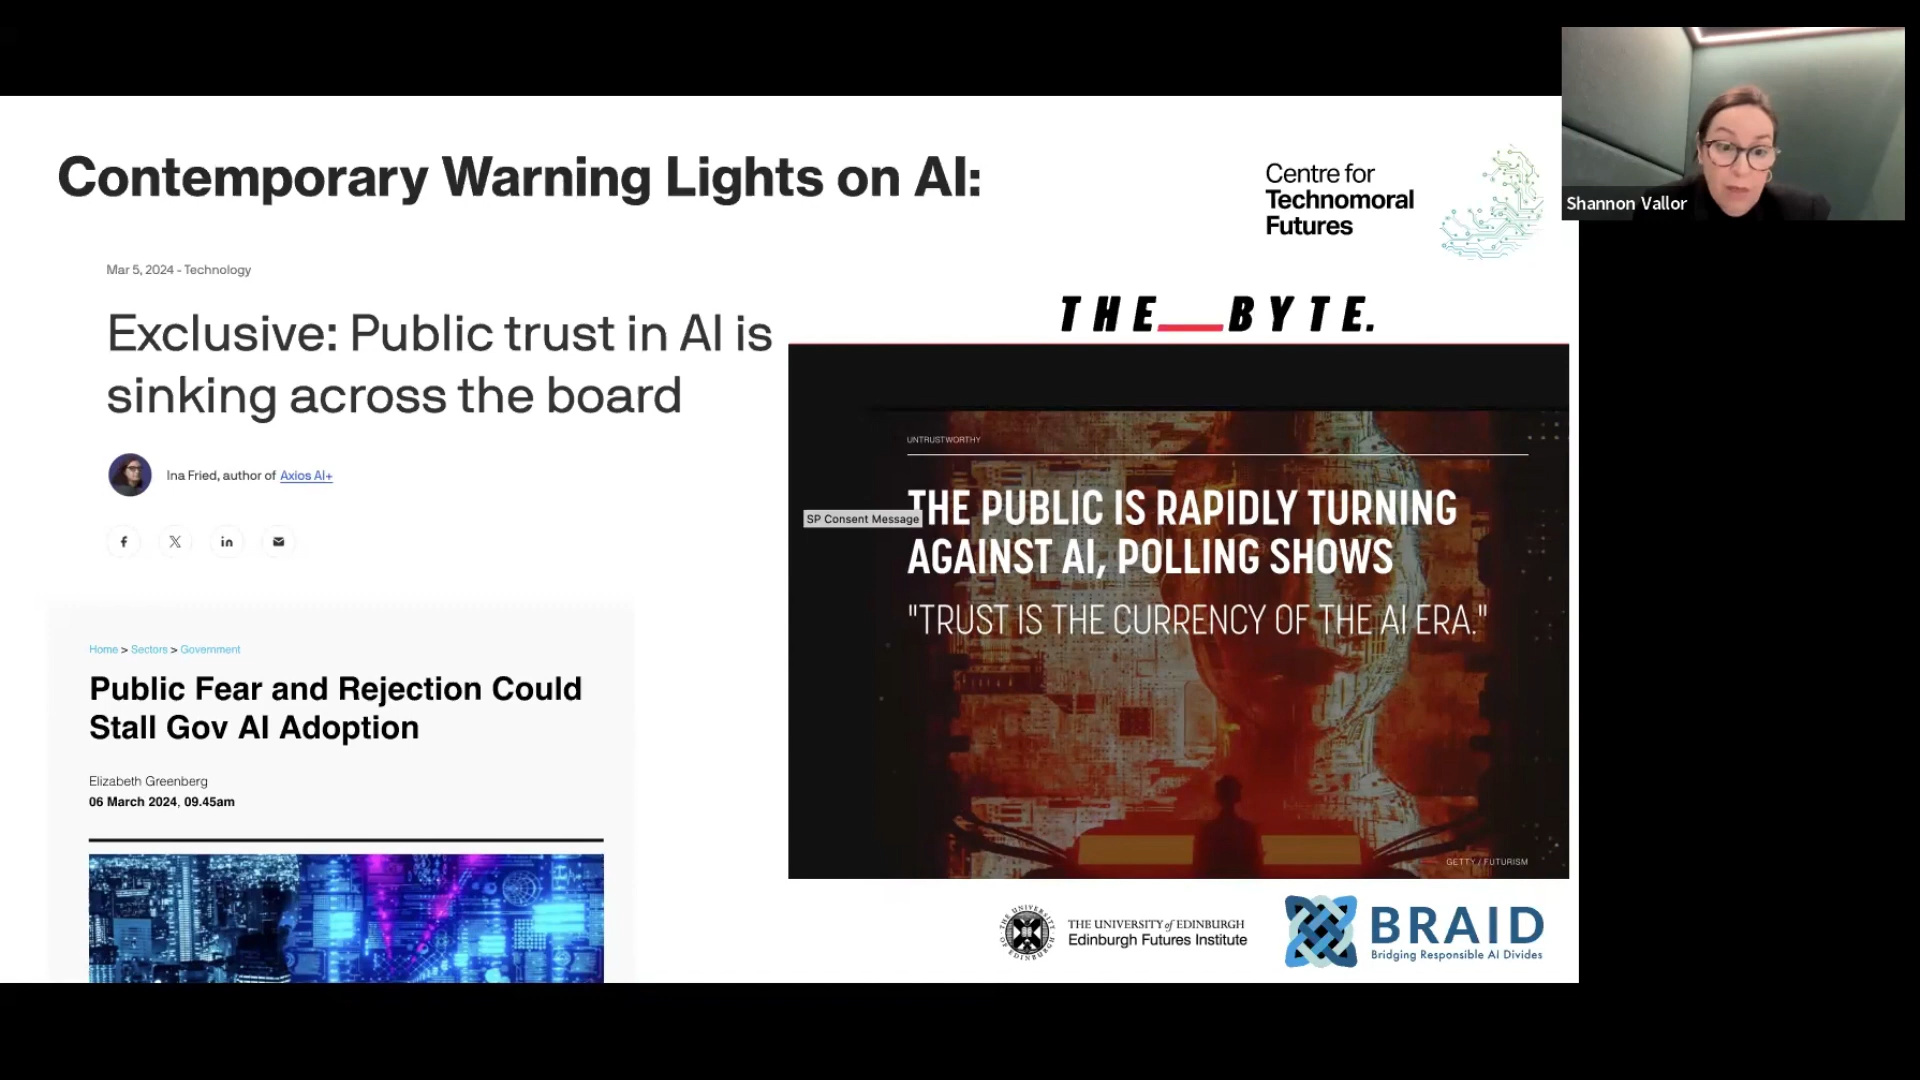 Contemporary Warning Lights on AI:
Centre for
Technomoral
Futures
Shannon Vallor
Mar 5, 2024 - Technology
Exclusive: Public trust in AI is
sinking across the board
Ina Fried, author of Axios AI+
f X in
THE__BYTE.
UNTRUSTWORTHY
THE PUBLIC IS RAPIDLY TURNING
SP Consent Message
AGAINST AI, POLLING SHOWS
"TRUST IS THE CURRENCY OF THE AI ERA."
GETTY / FUTURISM
Home > Sectors > Government
Public Fear and Rejection Could
Stall Gov AI Adoption
Elizabeth Greenberg
06 March 2024, 09.45am
THE UNIVERSITY of EDINBURGH
Edinburgh Futures Institute
BRAID
Bridging Responsible AI Divides